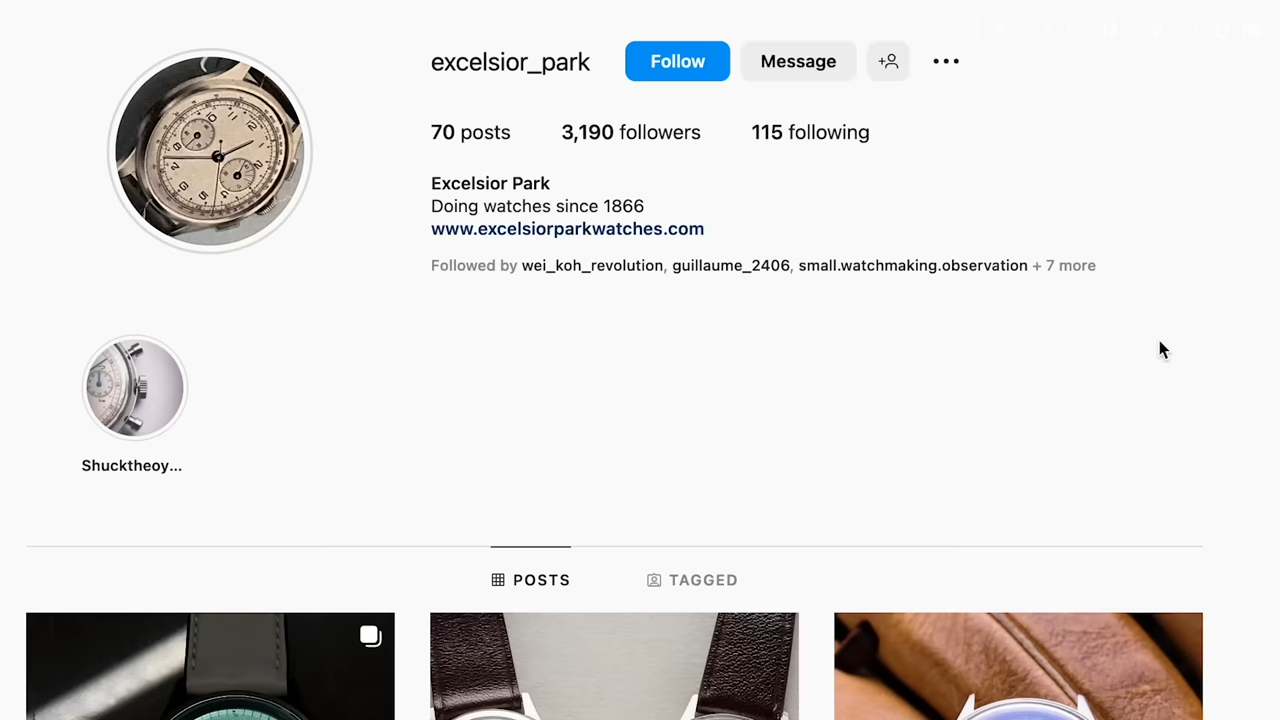 excelsior_park Follow Message
70 posts 3,190 followers 115 following
Excelsior Park
Doing watches since 1866
www.excelsiorparkwatches.com
Followed by wei_koh_revolution, guillaume_2406, small.watchmaking.observation + 7 more
Shucktheoy...
POSTS TAGGED